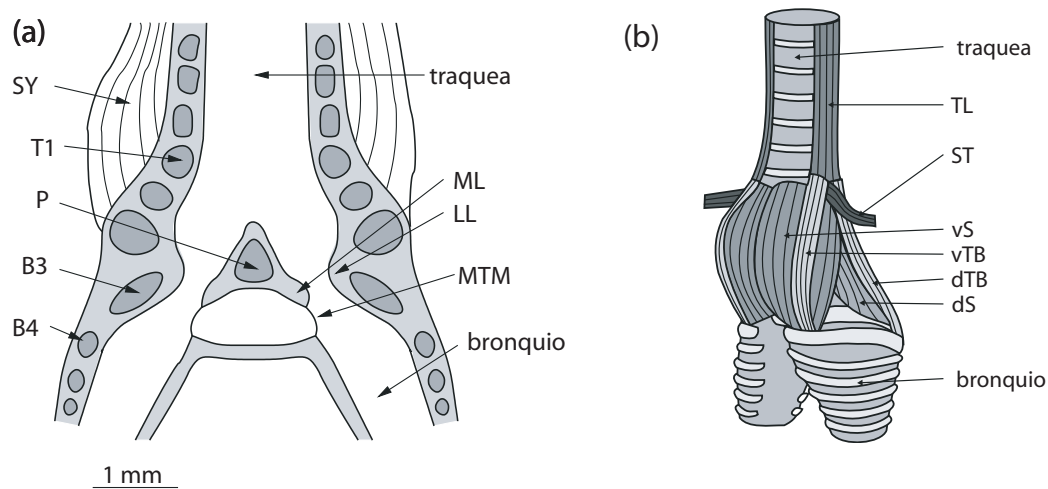 (a)
SY
T1
P
B3
B4
traquea
ML
LL
MTM
bronquio
1 mm
(b)
traquea
TL
ST
vS
vTB
dTB
dS
bronquio